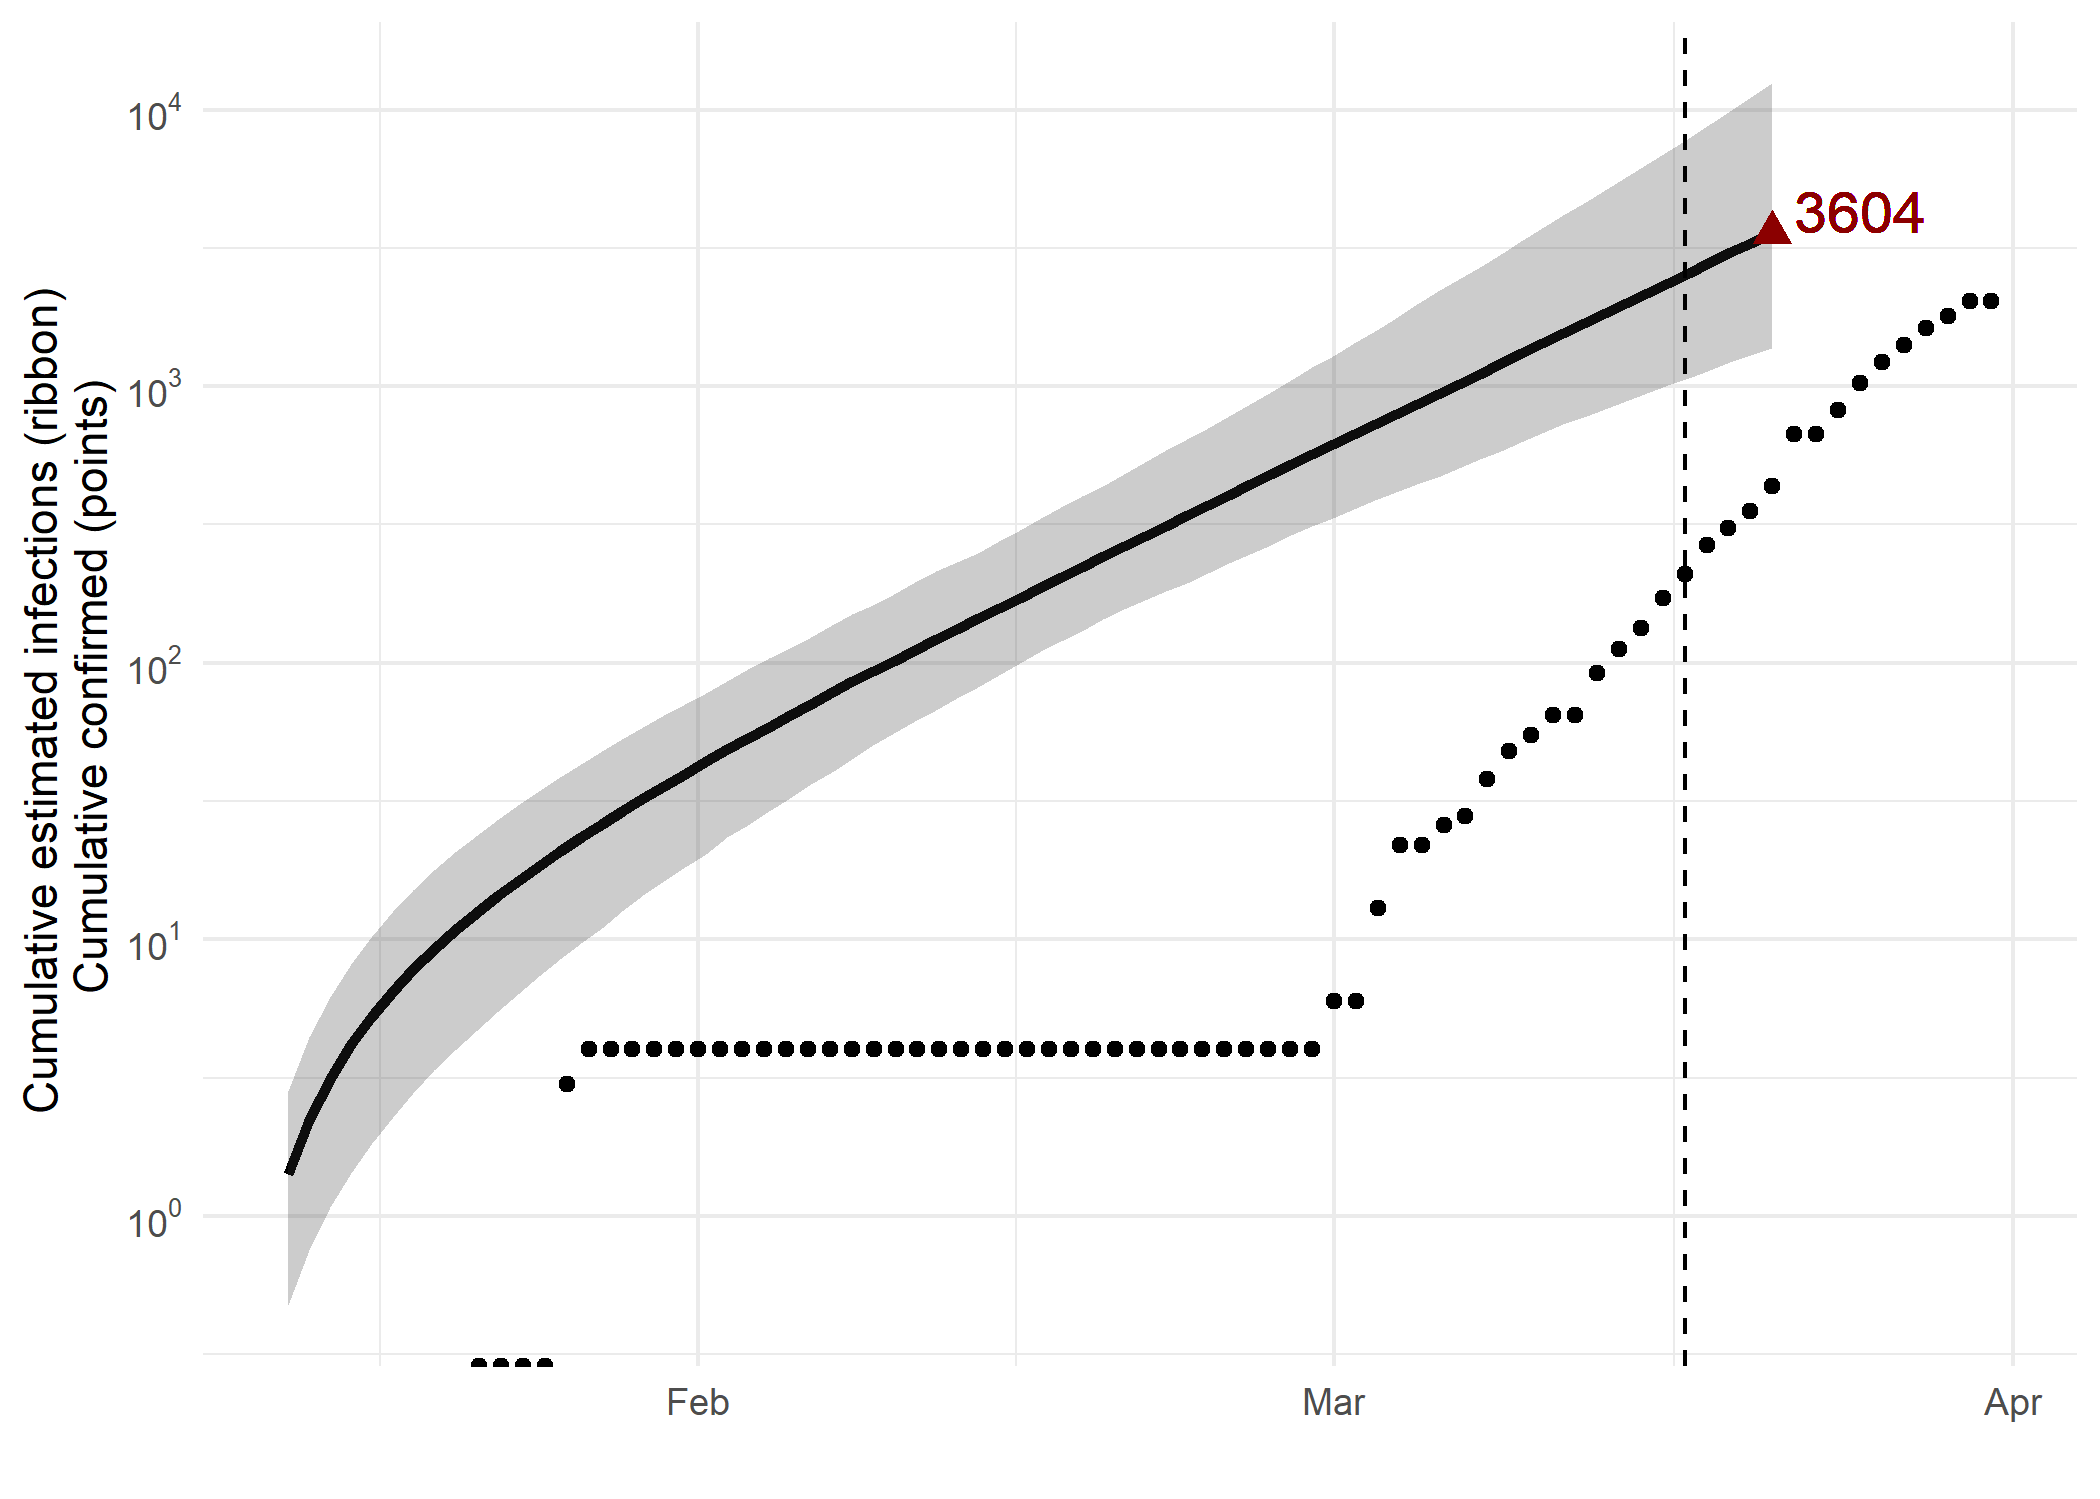 Cumulative estimated infections (ribbon)
Cumulative confirmed (points)
10^4
10^3
10^2
10^1
10^0
3604
Feb
Mar
Apr